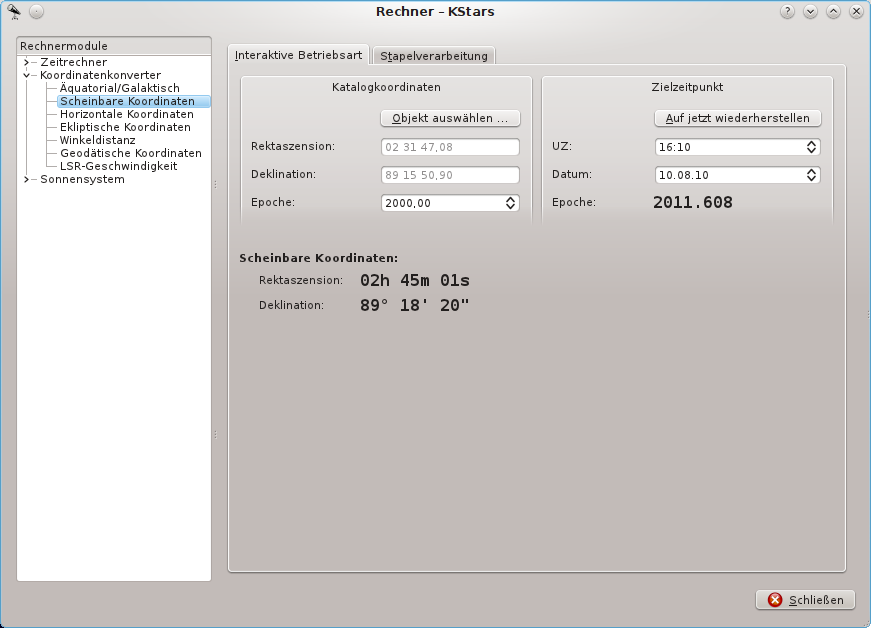 Rechner – KStars
Rechnermodule
Zeitrechner
Koordinatenkonverter
Äquatorial/Galaktisch
Scheinbare Koordinaten
Horizontale Koordinaten
Ekliptische Koordinaten
Winkeldistanz
Geodätische Koordinaten
LSR-Geschwindigkeit
Sonnensystem
Interaktive Betriebsart
Stapelverarbeitung
Katalogkoordinaten
Objekt auswählen ...
Rektaszension: 02 31 47,08
Deklination: 89 15 50,90
Epoche: 2000,00
Zielzeitpunkt
Auf jetzt wiederherstellen
UZ: 16:10
Datum: 10.08.10
Epoche: 2011.608
Scheinbare Koordinaten:
Rektaszension: 02h 45m 01s
Deklination: 89° 18' 20"
Schließen